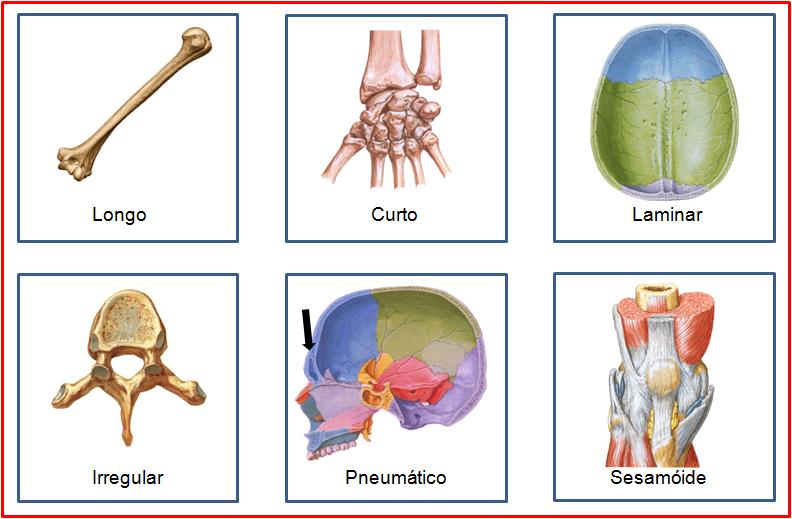 Longo
Curto
Laminar
Irregular
Pneumático
Sesamóide